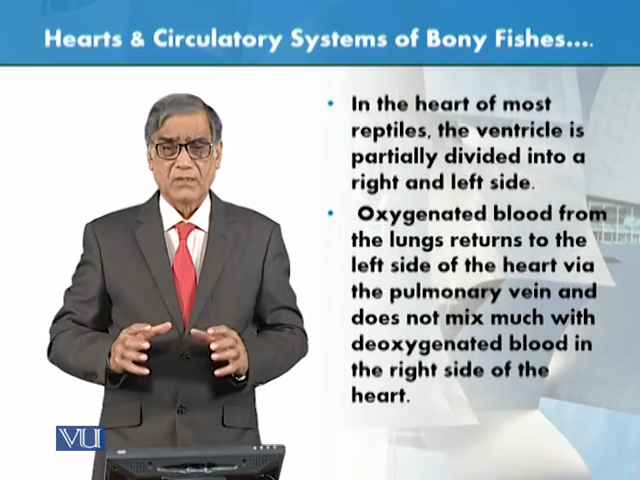 Hearts & Circulatory Systems of Bony Fishes....
• In the heart of most
reptiles, the ventricle is
partially divided into a
right and left side.
• Oxygenated blood from
the lungs returns to the
left side of the heart via
the pulmonary vein and
does not mix much with
deoxygenated blood in
the right side of the
heart.
VU